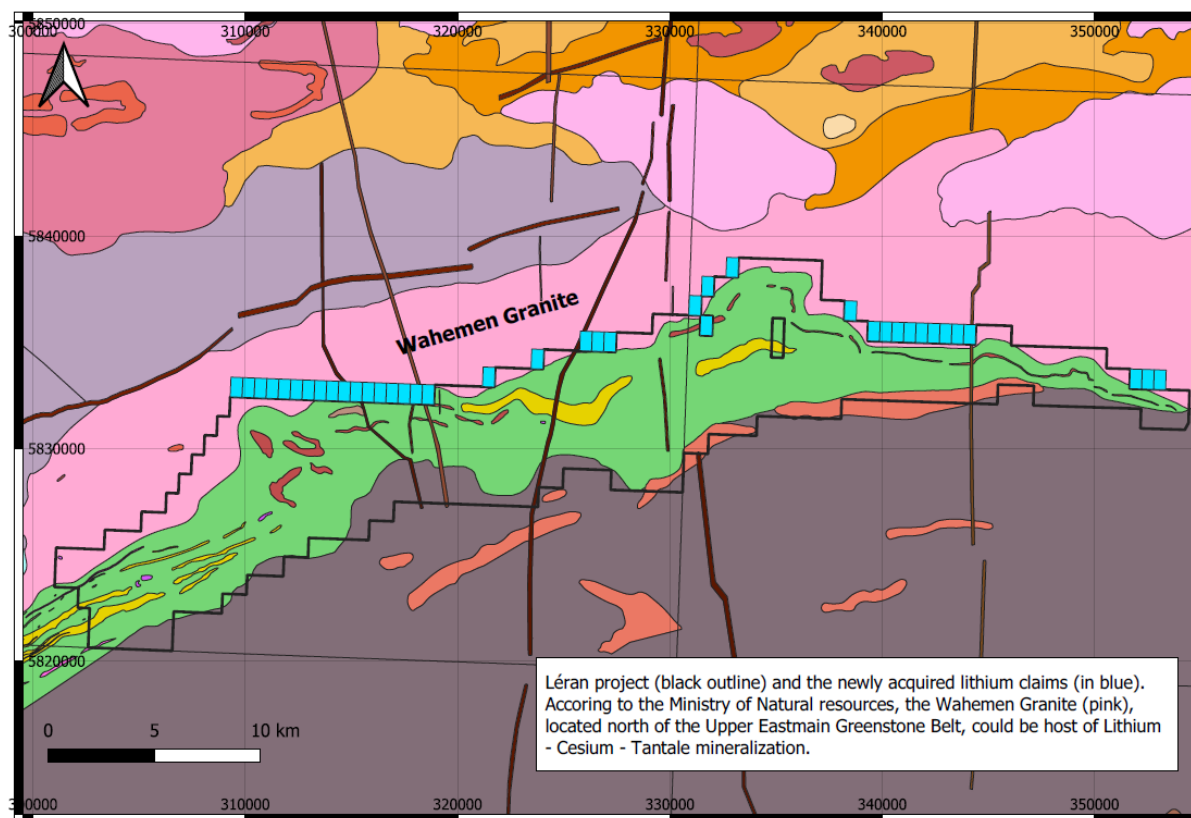 5850000
300000 310000 320000 330000 340000 350000
5840000
Wahemen Granite
5830000
5820000
Léran project (black outline) and the newly acquired lithium claims (in blue).
Accoring to the Ministry of Natural resources, the Wahemen Granite (pink),
located north of the Upper Eastmain Greenstone Belt, could be host of Lithium
- Cesium - Tantale mineralization.
0 5 10 km
300000 310000 320000 330000 340000 350000